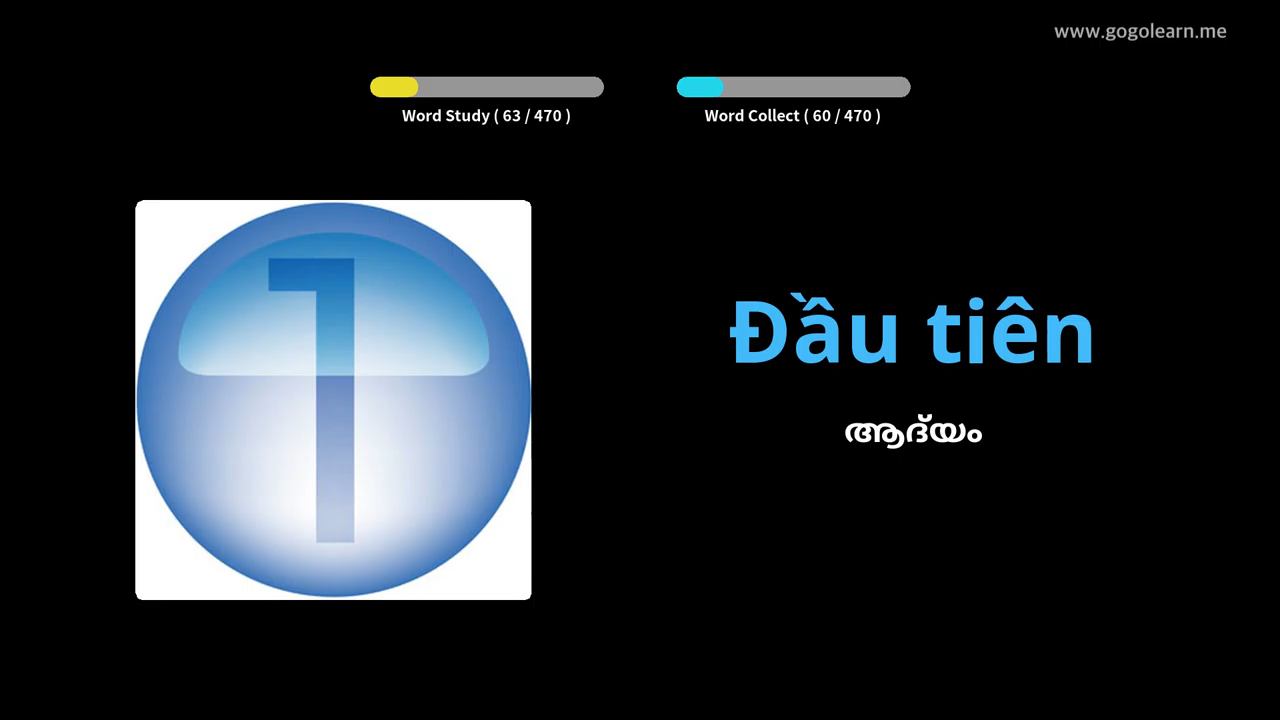 www.gogolearn.me
Word Study ( 63 / 470 )
Word Collect ( 60 / 470 )
1
Đầu tiên
ആദ്യം